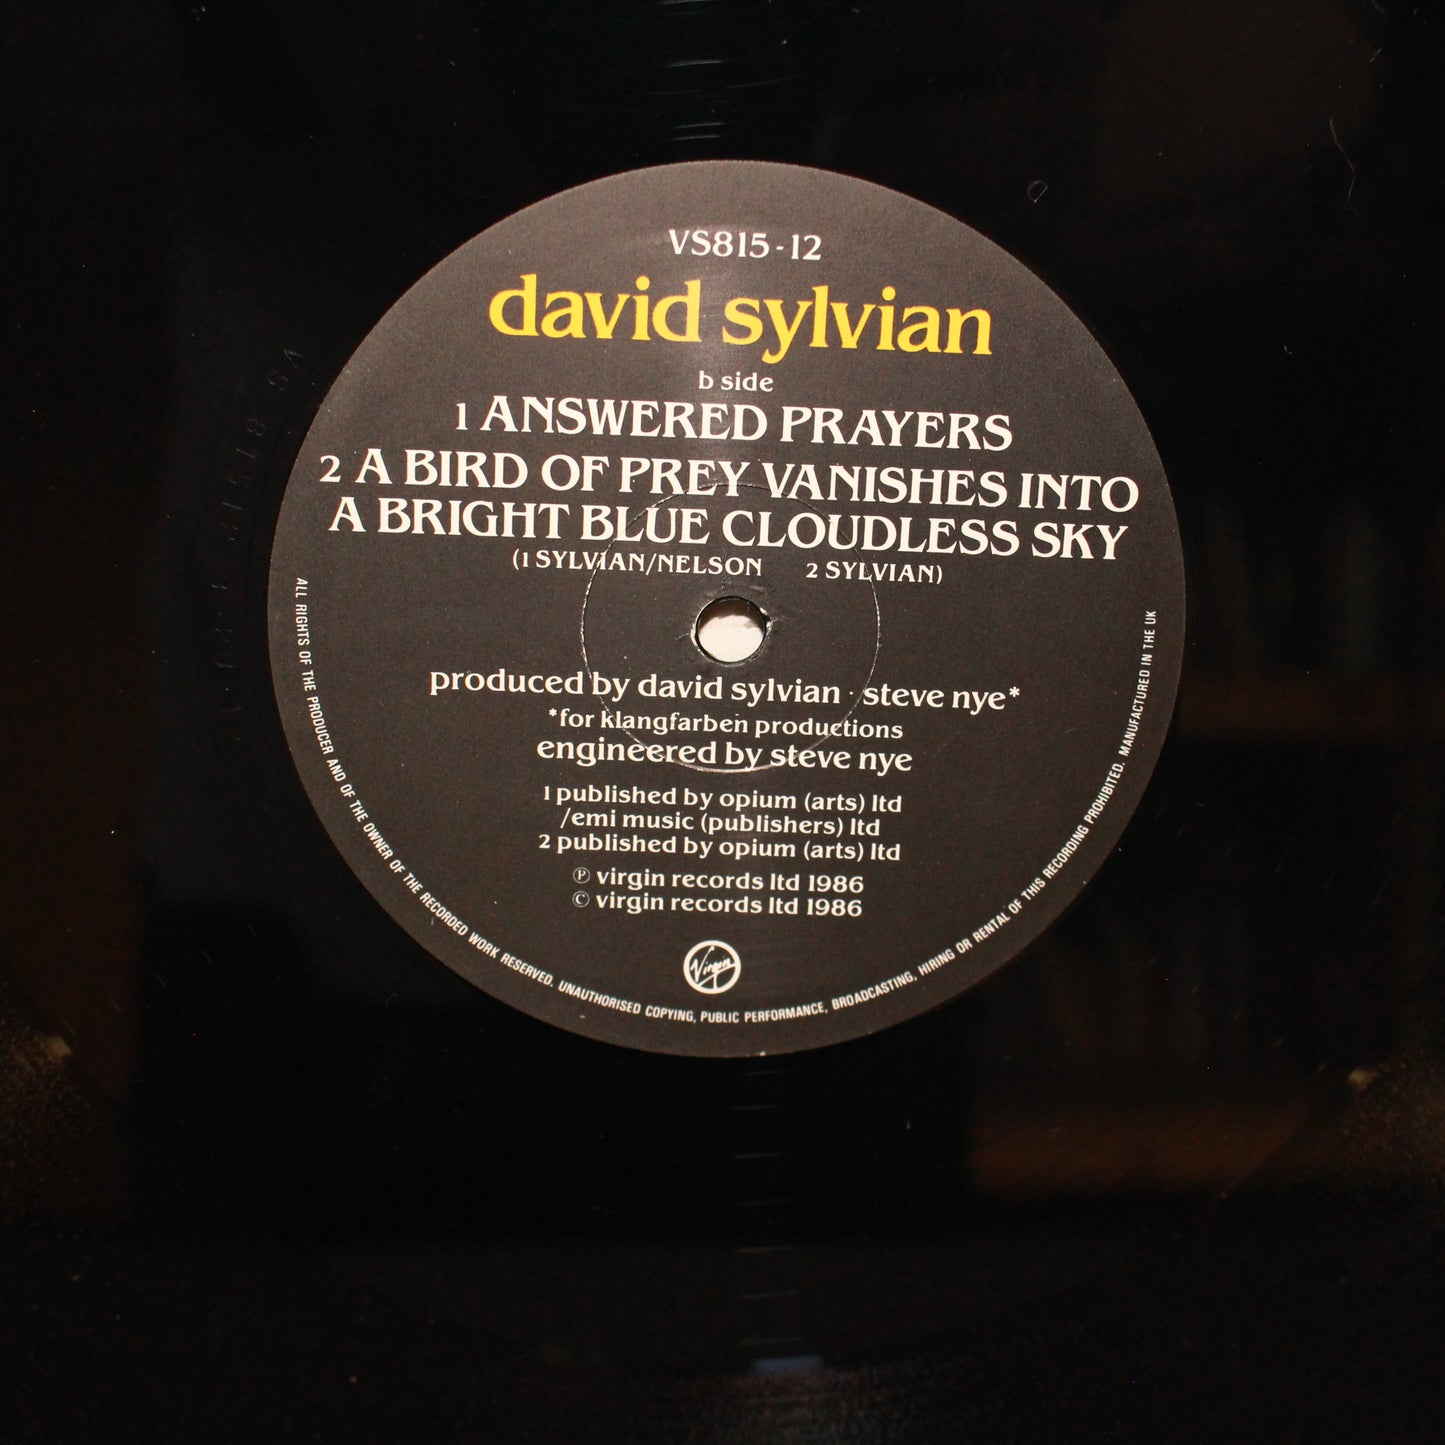 VS815-12
david sylvian
b side
1 ANSWERED PRAYERS
2 A BIRD OF PREY VANISHES INTO
A BRIGHT BLUE CLOUDLESS SKY
(1 SYLVIAN/NELSON 2 SYLVIAN)
produced by david sylvian · steve nye*
*for klangfarben productions
engineered by steve nye
1 published by opium (arts) ltd
/emi music (publishers) ltd
2 published by opium (arts) ltd
℗ virgin records ltd 1986
© virgin records ltd 1986
Virgin
ALL RIGHTS OF THE PRODUCER AND OF THE OWNER OF THE RECORDED WORK RESERVED. UNAUTHORISED COPYING, PUBLIC PERFORMANCE, BROADCASTING, HIRING OR RENTAL OF THIS RECORDING PROHIBITED. MANUFACTURED IN THE UK